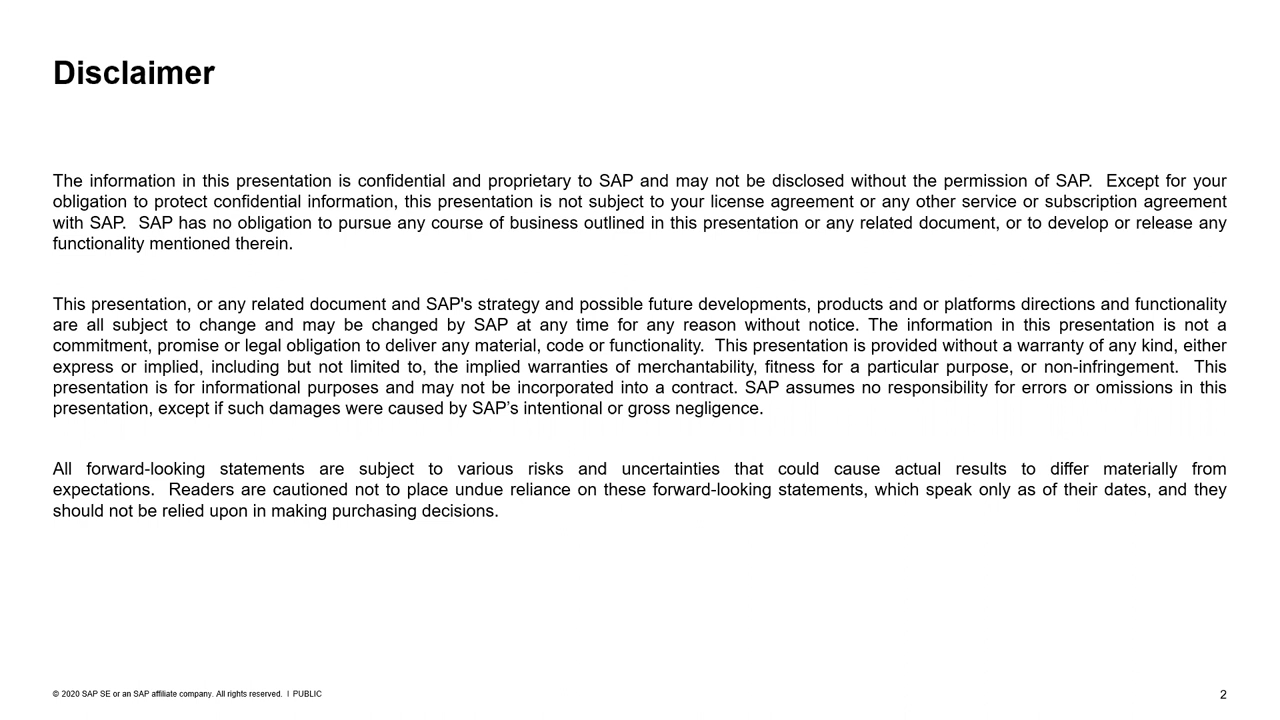 Disclaimer
The information in this presentation is confidential and proprietary to SAP and may not be disclosed without the permission of SAP.  Except for your
obligation to protect confidential information, this presentation is not subject to your license agreement or any other service or subscription agreement
with SAP.  SAP has no obligation to pursue any course of business outlined in this presentation or any related document, or to develop or release any
functionality mentioned therein.
This presentation, or any related document and SAP's strategy and possible future developments, products and or platforms directions and functionality
are all subject to change and may be changed by SAP at any time for any reason without notice. The information in this presentation is not a
commitment, promise or legal obligation to deliver any material, code or functionality.  This presentation is provided without a warranty of any kind, either
express or implied, including but not limited to, the implied warranties of merchantability, fitness for a particular purpose, or non-infringement.  This
presentation is for informational purposes and may not be incorporated into a contract. SAP assumes no responsibility for errors or omissions in this
presentation, except if such damages were caused by SAP’s intentional or gross negligence.
All forward-looking statements are subject to various risks and uncertainties that could cause actual results to differ materially from
expectations.  Readers are cautioned not to place undue reliance on these forward-looking statements, which speak only as of their dates, and they
should not be relied upon in making purchasing decisions.
© 2020 SAP SE or an SAP affiliate company. All rights reserved.  I  PUBLIC
2